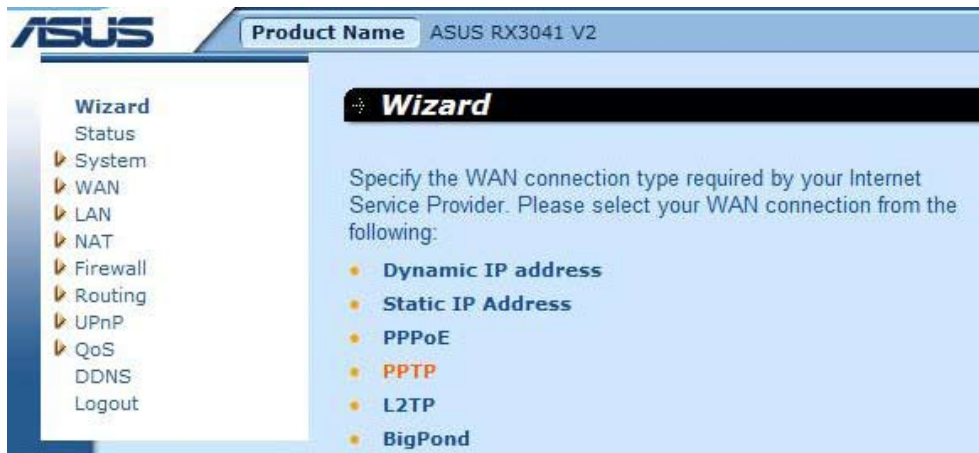 ASUS
Product Name ASUS RX3041 V2
Wizard
Status
System
WAN
LAN
NAT
Firewall
Routing
UPnP
QoS
DDNS
Logout
Wizard
Specify the WAN connection type required by your Internet
Service Provider. Please select your WAN connection from the
following:
Dynamic IP address
Static IP Address
PPPoE
PPTP
L2TP
BigPond